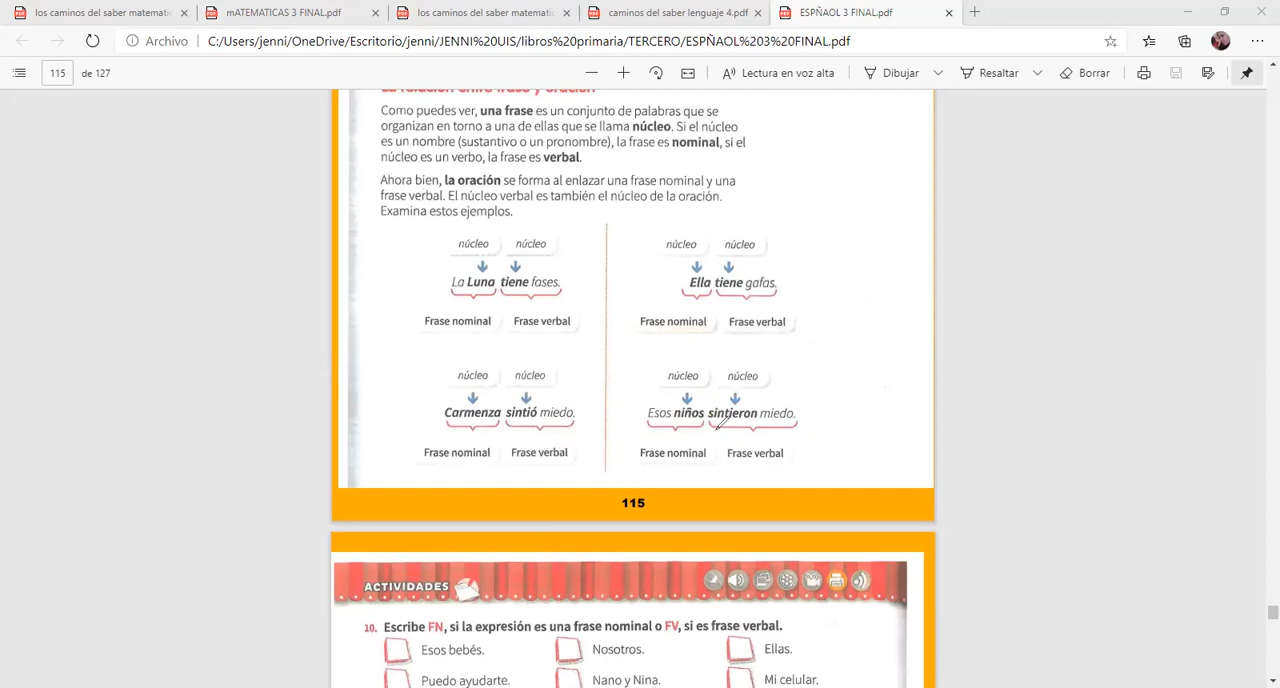 los caminos del saber matemati
mATEMATICAS 3 FINAL.pdf
los caminos del saber matemati
caminos del saber lenguaje 4.pdf
ESPÑAOL 3 FINAL.pdf
Archivo
C:/Users/jenni/OneDrive/Escritorio/jenni/JENNI%20UIS/libros%20primaria/TERCERO/ESPÑAOL%203%20FINAL.pdf
115 de 127
Lectura en voz alta
Dibujar
Resaltar
Borrar
La relación entre frase y oración
Como puedes ver, una frase es un conjunto de palabras que se
organizan en torno a una de ellas que se llama núcleo. Si el núcleo
es un nombre (sustantivo o un pronombre), la frase es nominal, si el
núcleo es un verbo, la frase es verbal.
Ahora bien, la oración se forma al enlazar una frase nominal y una
frase verbal. El núcleo verbal es también el núcleo de la oración.
Examina estos ejemplos.
núcleo núcleo
La Luna tiene fases.
Frase nominal Frase verbal
núcleo núcleo
Ella tiene gafas.
Frase nominal Frase verbal
núcleo núcleo
Carmenza sintió miedo.
Frase nominal Frase verbal
núcleo núcleo
Esos niños sintieron miedo.
Frase nominal Frase verbal
115
ACTIVIDADES
10. Escribe FN, si la expresión es una frase nominal o FV, si es frase verbal.
Esos bebés. Nosotros. Ellas.
Puedo ayudarte. Nano y Nina. Mi celular.